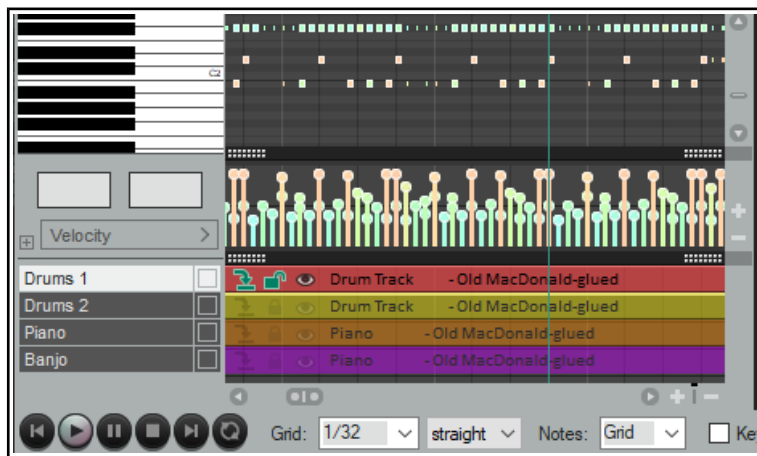 C2
Velocity
Drums 1 Drum Track -Old MacDonald-glued
Drums 2 Drum Track -Old MacDonald-glued
Piano Piano -Old MacDonald-glued
Banjo Piano -Old MacDonald-glued
Grid: 1/32 straight Notes: Grid Key